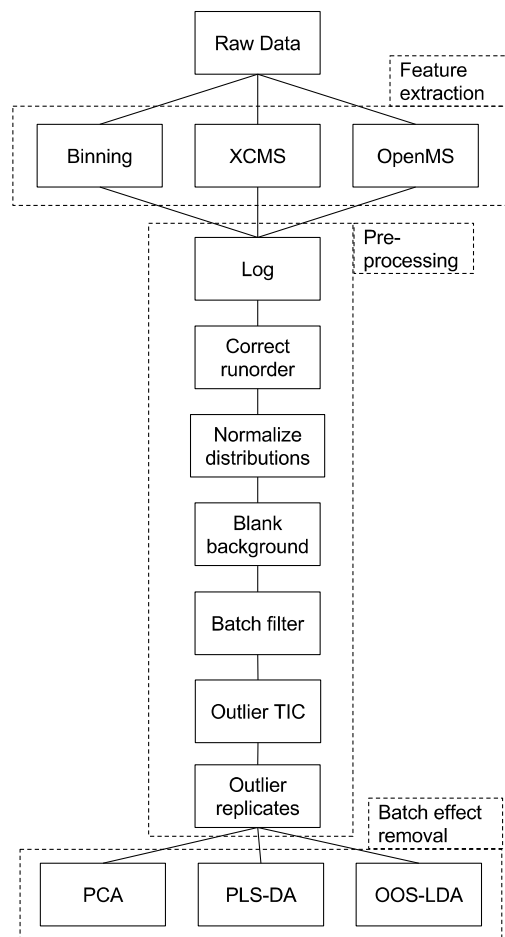 Raw Data
Feature
extraction
Binning
XCMS
OpenMS
Pre-
processing
Log
Correct
runorder
Normalize
distributions
Blank
background
Batch filter
Outlier TIC
Outlier
replicates
Batch effect
removal
PCA
PLS-DA
OOS-LDA